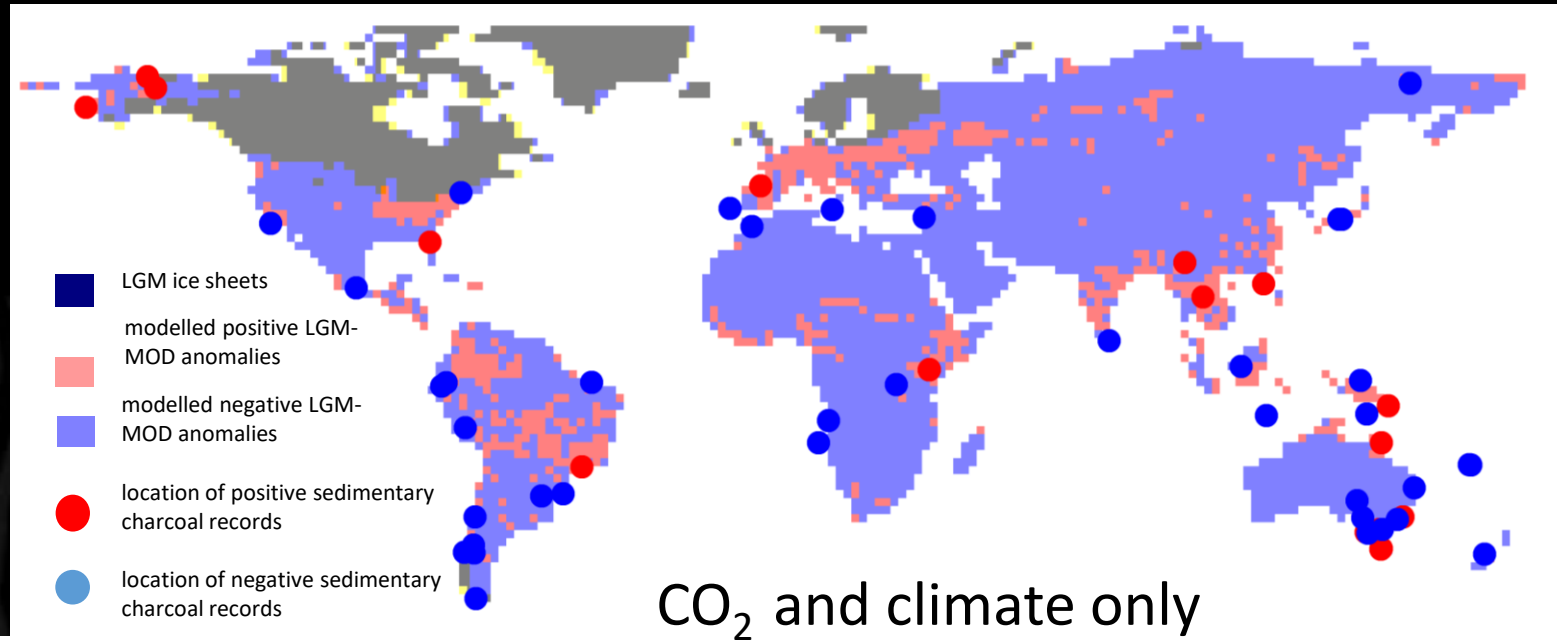 LGM ice sheets
modelled positive LGM-
MOD anomalies
modelled negative LGM-
MOD anomalies
location of positive sedimentary
charcoal records
location of negative sedimentary
charcoal records
CO₂ and climate only